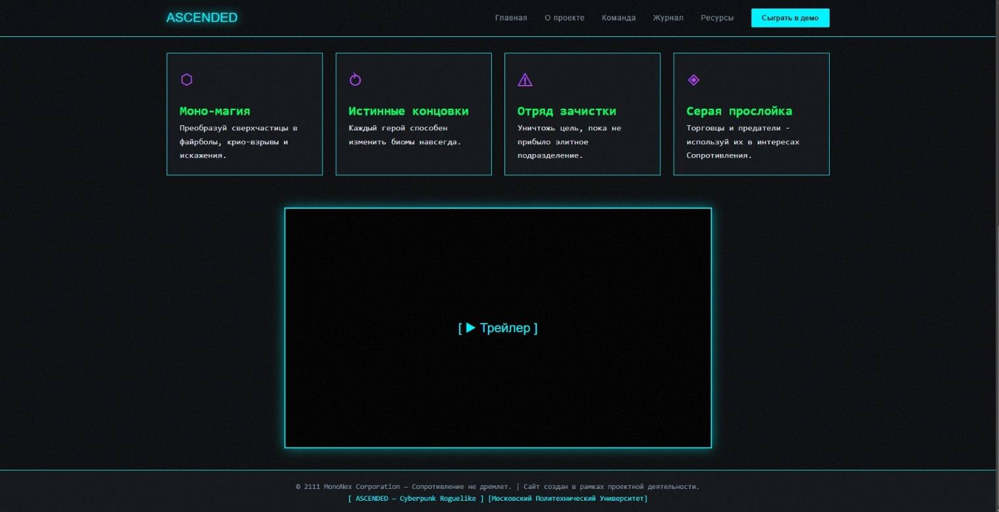 ASCENDED
Главная О проекте Команда Журнал Ресурсы Сыграть в демо
Моно-магия
Преобразуй сверхчастицы в
файрболы, крио-взрывы и
искажения.
Истинные концовки
Каждый герой способен
изменить биомы навсегда.
Отряд зачистки
Уничтожь цель, пока не
прибыло элитное
подразделение.
Серая прослойка
Торговцы и предатели -
используй их в интересах
Сопротивления.
[ ▶ Трейлер ]
© 2111 MonoNex Corporation — Сопротивление не дремлет. | Сайт создан в рамках проектной деятельности.
[ ASCENDED — Cyberpunk Roguelike ] [Московский Политехнический Университет]